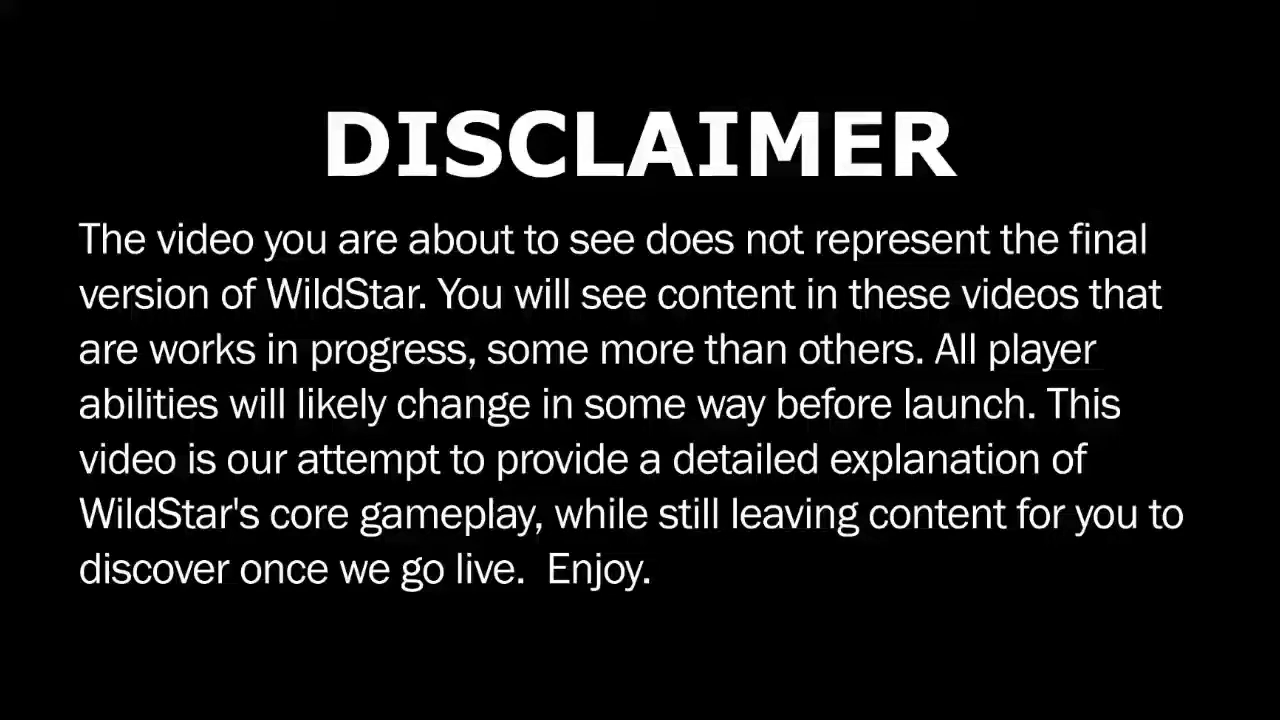 DISCLAIMER
The video you are about to see does not represent the final
version of WildStar. You will see content in these videos that
are works in progress, some more than others. All player
abilities will likely change in some way before launch. This
video is our attempt to provide a detailed explanation of
WildStar's core gameplay, while still leaving content for you to
discover once we go live.  Enjoy.